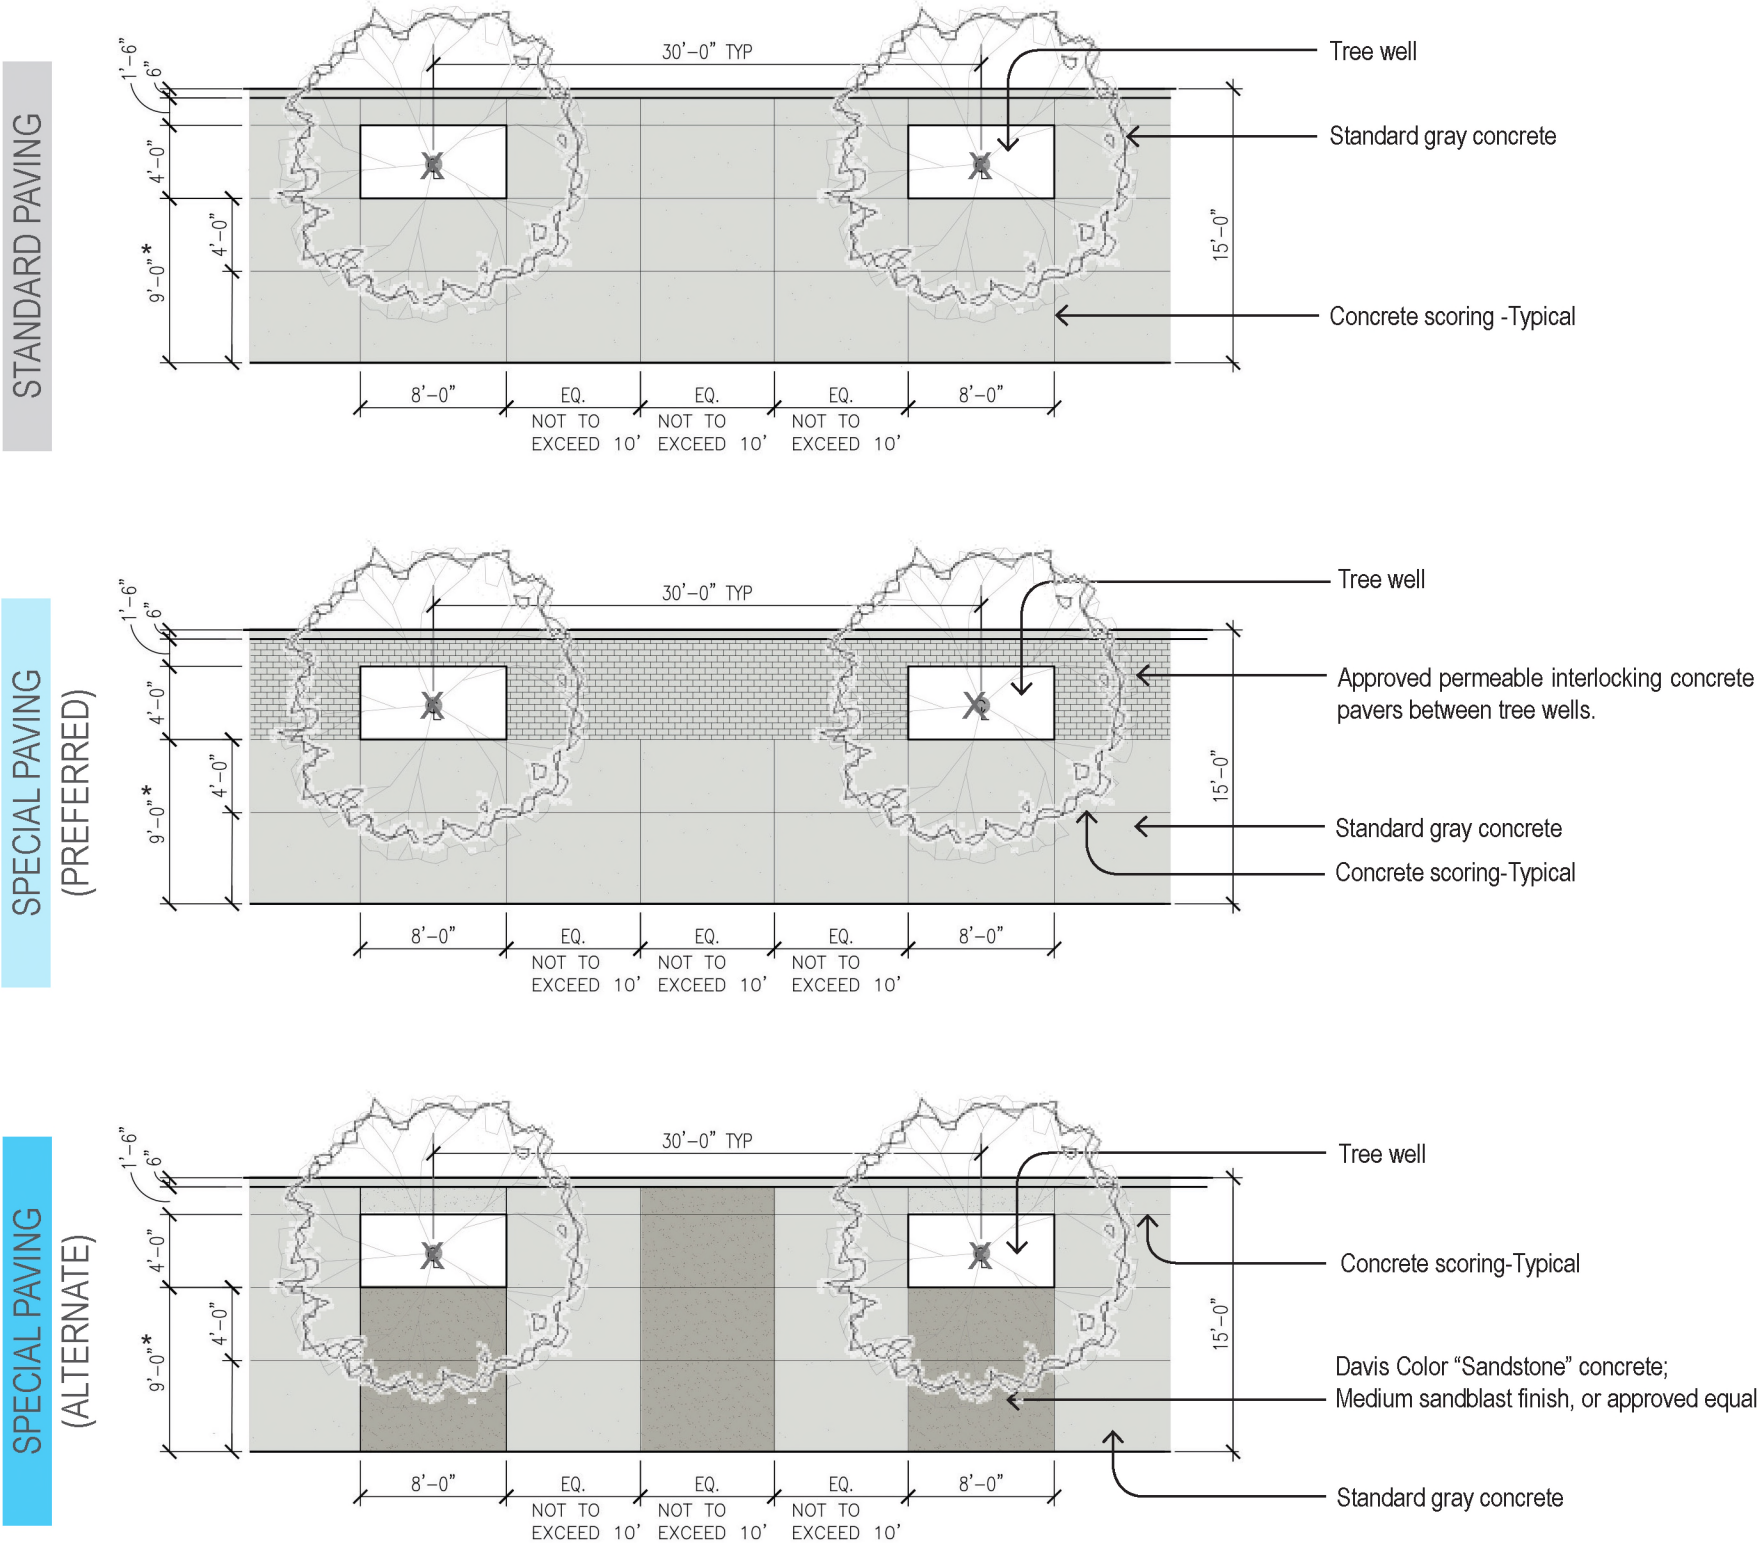 STANDARD PAVING
1'-6"
6"
30'-0" TYP
Tree well
Standard gray concrete
4'-0"
4'-0"
9'-0"*
15'-0"
Concrete scoring -Typical
8'-0"
EQ.
EQ.
EQ.
8'-0"
NOT TO
NOT TO
NOT TO
EXCEED 10'
EXCEED 10'
EXCEED 10'
X
X
SPECIAL PAVING
(PREFERRED)
1'-6"
6"
30'-0" TYP
Tree well
Approved permeable interlocking concrete
pavers between tree wells.
4'-0"
4'-0"
9'-0"*
15'-0"
Standard gray concrete
Concrete scoring-Typical
8'-0"
EQ.
EQ.
EQ.
8'-0"
NOT TO
NOT TO
NOT TO
EXCEED 10'
EXCEED 10'
EXCEED 10'
X
X
SPECIAL PAVING
(ALTERNATE)
1'-6"
6"
30'-0" TYP
Tree well
Concrete scoring-Typical
4'-0"
4'-0"
9'-0"*
15'-0"
Davis Color “Sandstone” concrete;
Medium sandblast finish, or approved equal
Standard gray concrete
8'-0"
EQ.
EQ.
EQ.
8'-0"
NOT TO
NOT TO
NOT TO
EXCEED 10'
EXCEED 10'
EXCEED 10'
X
X